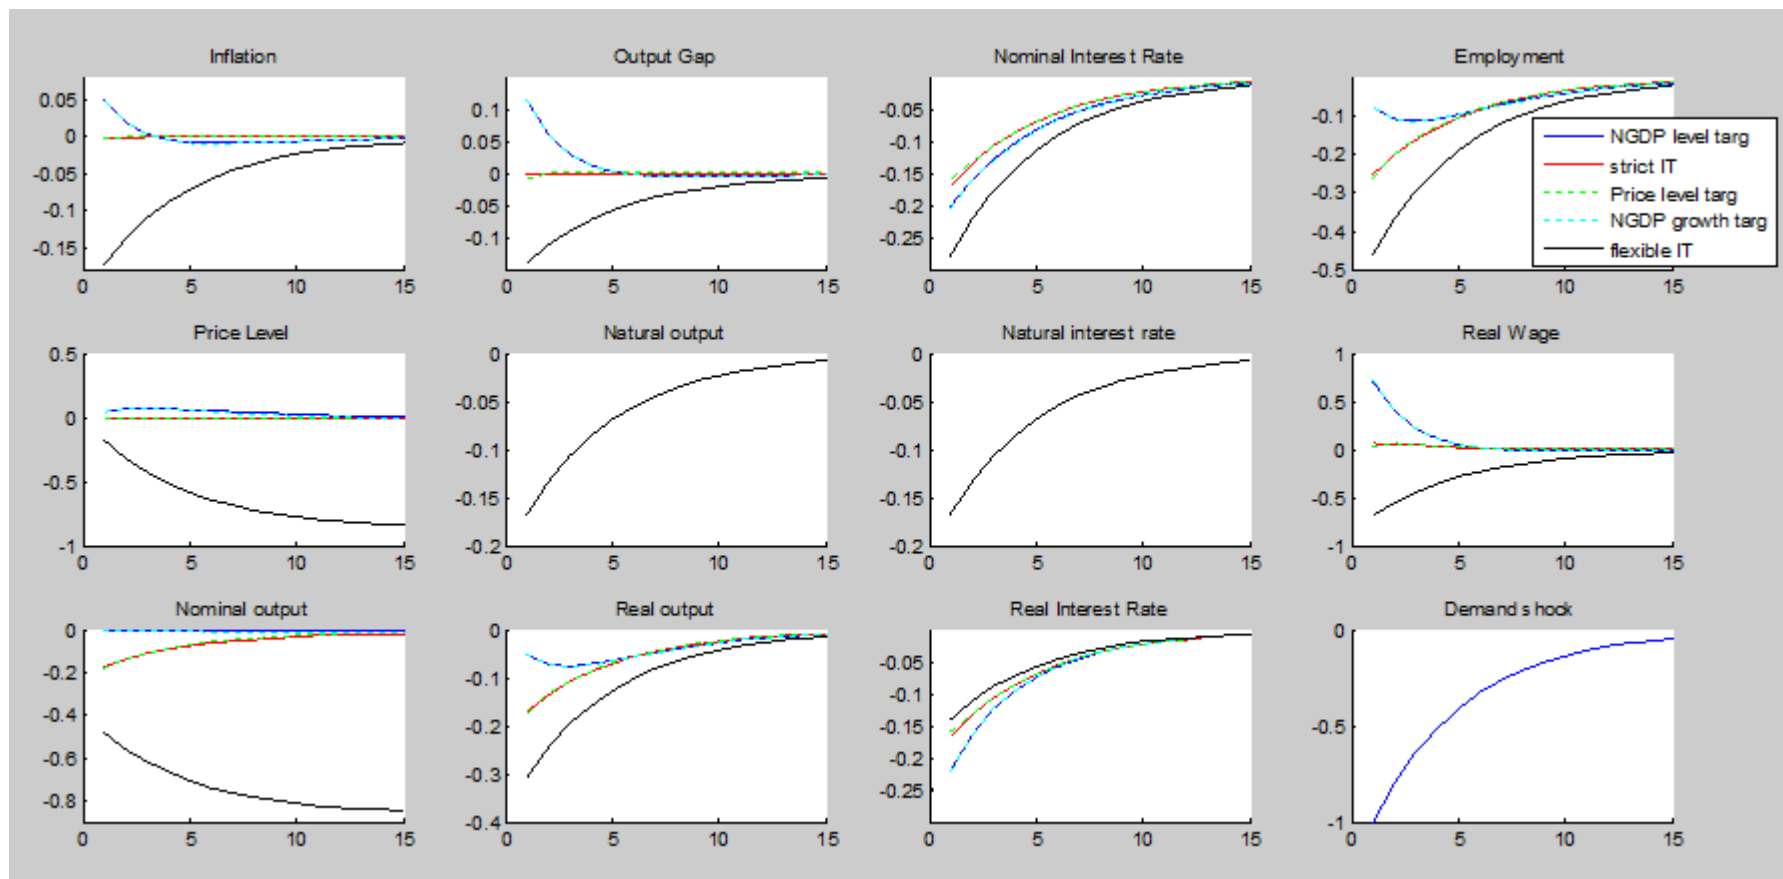 Inflation
Output Gap
Nominal Interest Rate
Employment
0.05
0
-0.05
-0.1
-0.15
0 5 10 15
0.1
0.05
0
-0.05
-0.1
0 5 10 15
-0.05
-0.1
-0.15
-0.2
-0.25
0 5 10 15
-0.1
-0.2
-0.3
-0.4
-0.5
0 5 10 15
NGDP level targ
strict IT
Price level targ
NGDP growth targ
flexible IT
Price Level
Natural output
Natural interest rate
Real Wage
0.5
0
-0.5
-1
0 5 10 15
0
-0.05
-0.1
-0.15
-0.2
0 5 10 15
0
-0.05
-0.1
-0.15
-0.2
0 5 10 15
1
0.5
0
-0.5
-1
0 5 10 15
Nominal output
Real output
Real Interest Rate
Demand shock
0
-0.2
-0.4
-0.6
-0.8
0 5 10 15
0
-0.1
-0.2
-0.3
-0.4
0 5 10 15
-0.05
-0.1
-0.15
-0.2
-0.25
0 5 10 15
0
-0.5
-1
0 5 10 15